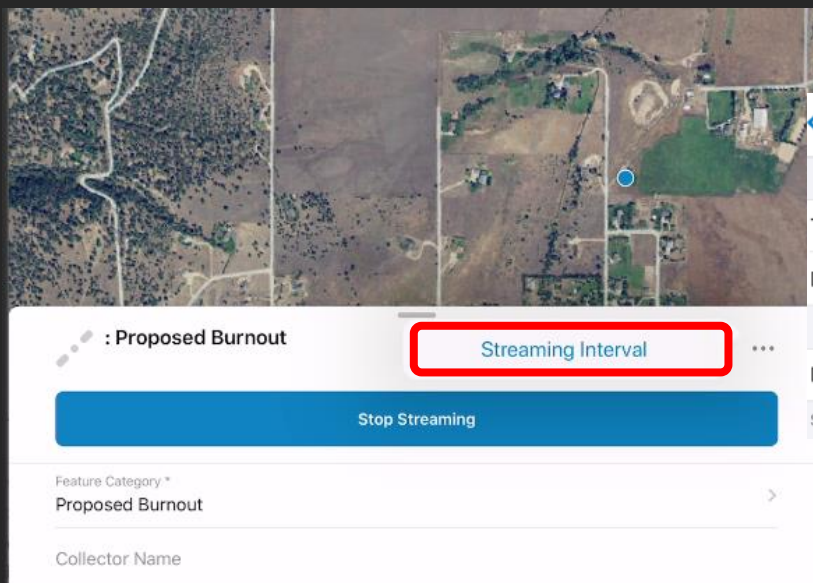 : Proposed Burnout
Streaming Interval
...
Stop Streaming
Feature Category *
Proposed Burnout
Collector Name